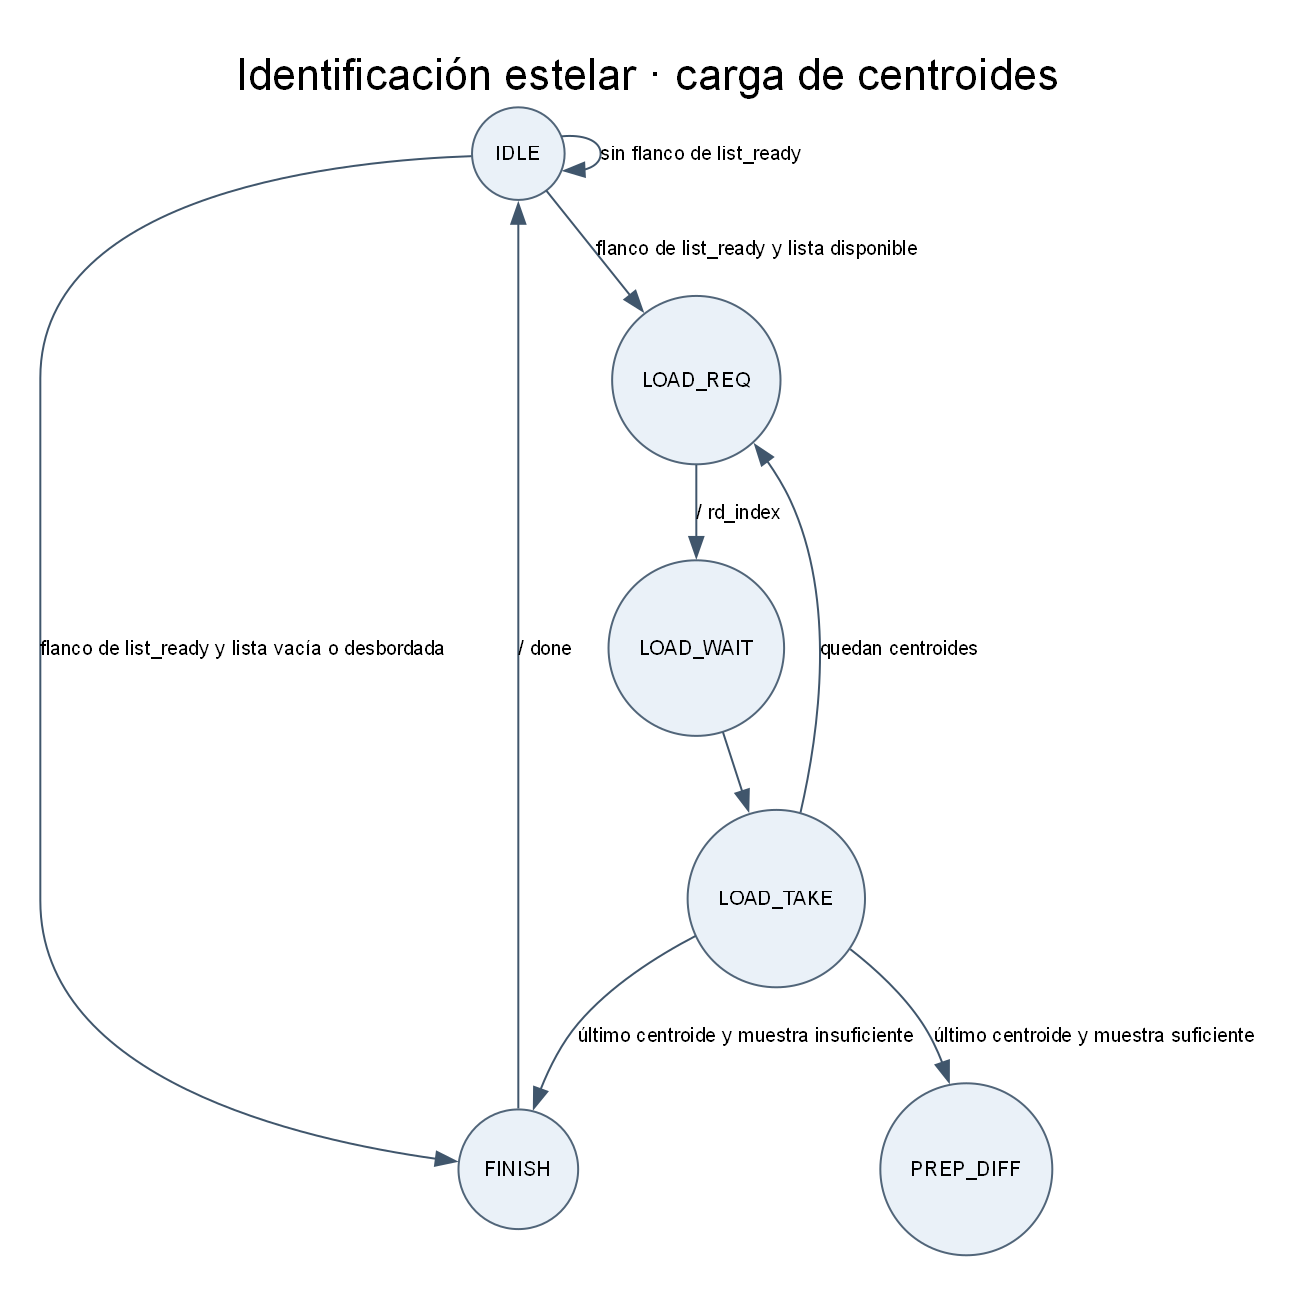 Identificación estelar · carga de centroides
IDLE
sin flanco de list_ready
flanco de list_ready y lista disponible
LOAD_REQ
/ rd_index
flanco de list_ready y lista vacía o desbordada
/ done
LOAD_WAIT
quedan centroides
LOAD_TAKE
último centroide y muestra insuficiente
último centroide y muestra suficiente
FINISH
PREP_DIFF